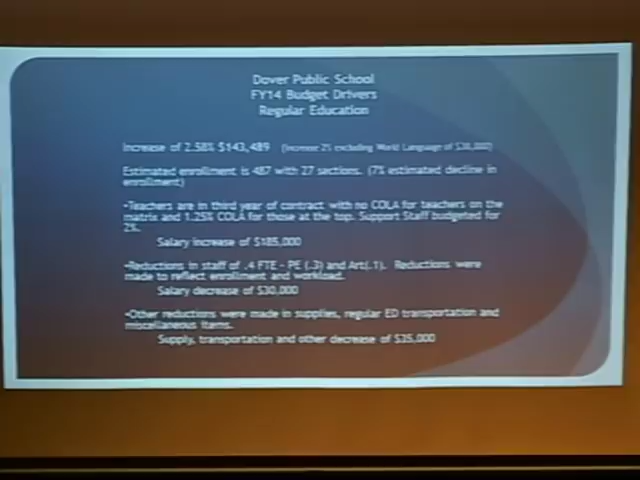 Dover Public School
FY14 Budget Drivers
Regular Education
Increase of 2.58% $143,489 (Increase 2% excluding World Language of $30,000)
Estimated enrollment is 487 with 27 sections. (7% estimated decline in
enrollment)
•Teachers are in third year of contract with no COLA for teachers on the
matrix and 1.25% COLA for those at the top. Support Staff budgeted for
2%.
Salary increase of $185,000
•Reductions in staff of .4 FTE - PE (.3) and Art(.1). Reductions were
made to reflect enrollment and workload.
Salary decrease of $30,000
•Other reductions were made in supplies, regular ED transportation and
miscellaneous items.
Supply, transportation and other decrease of $25,000